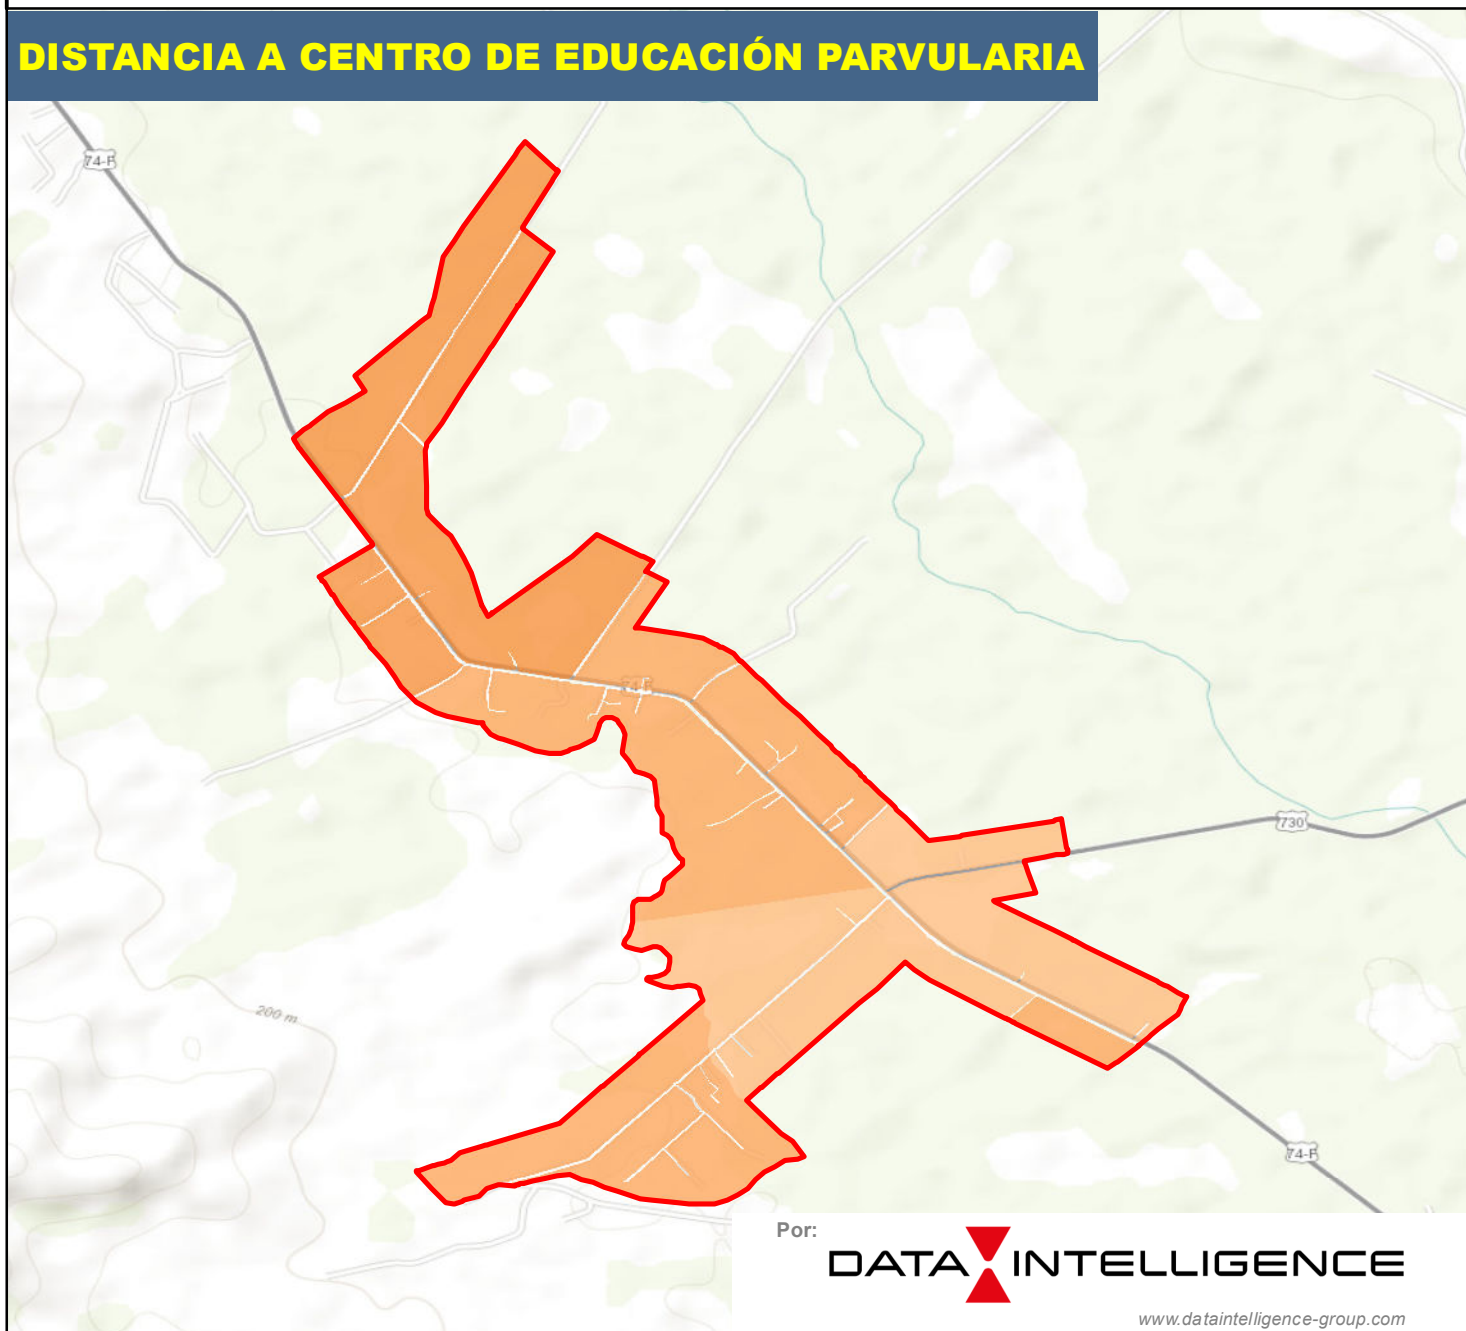 DISTANCIA A CENTRO DE EDUCACIÓN PARVULARIA
74-F
74-F
730
200 m
74-F
Por:
DATA INTELLIGENCE
www.dataintelligence-group.com